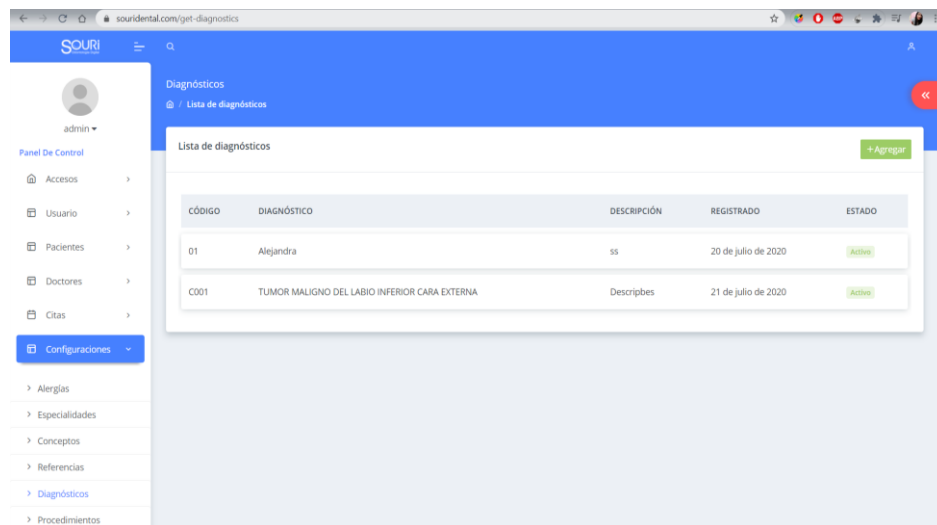 souridental.com/get-diagnostics
SOURI
Diagnósticos
/ Lista de diagnósticos
admin
Panel De Control
Accesos
Usuario
Pacientes
Doctores
Citas
Configuraciones
Alergías
Especialidades
Conceptos
Referencias
Diagnósticos
Procedimientos
Lista de diagnósticos
+Agregar
CÓDIGO DIAGNÓSTICO DESCRIPCIÓN REGISTRADO ESTADO
01 Alejandra ss 20 de julio de 2020 Activo
C001 TUMOR MALIGNO DEL LABIO INFERIOR CARA EXTERNA Descripbes 21 de julio de 2020 Activo